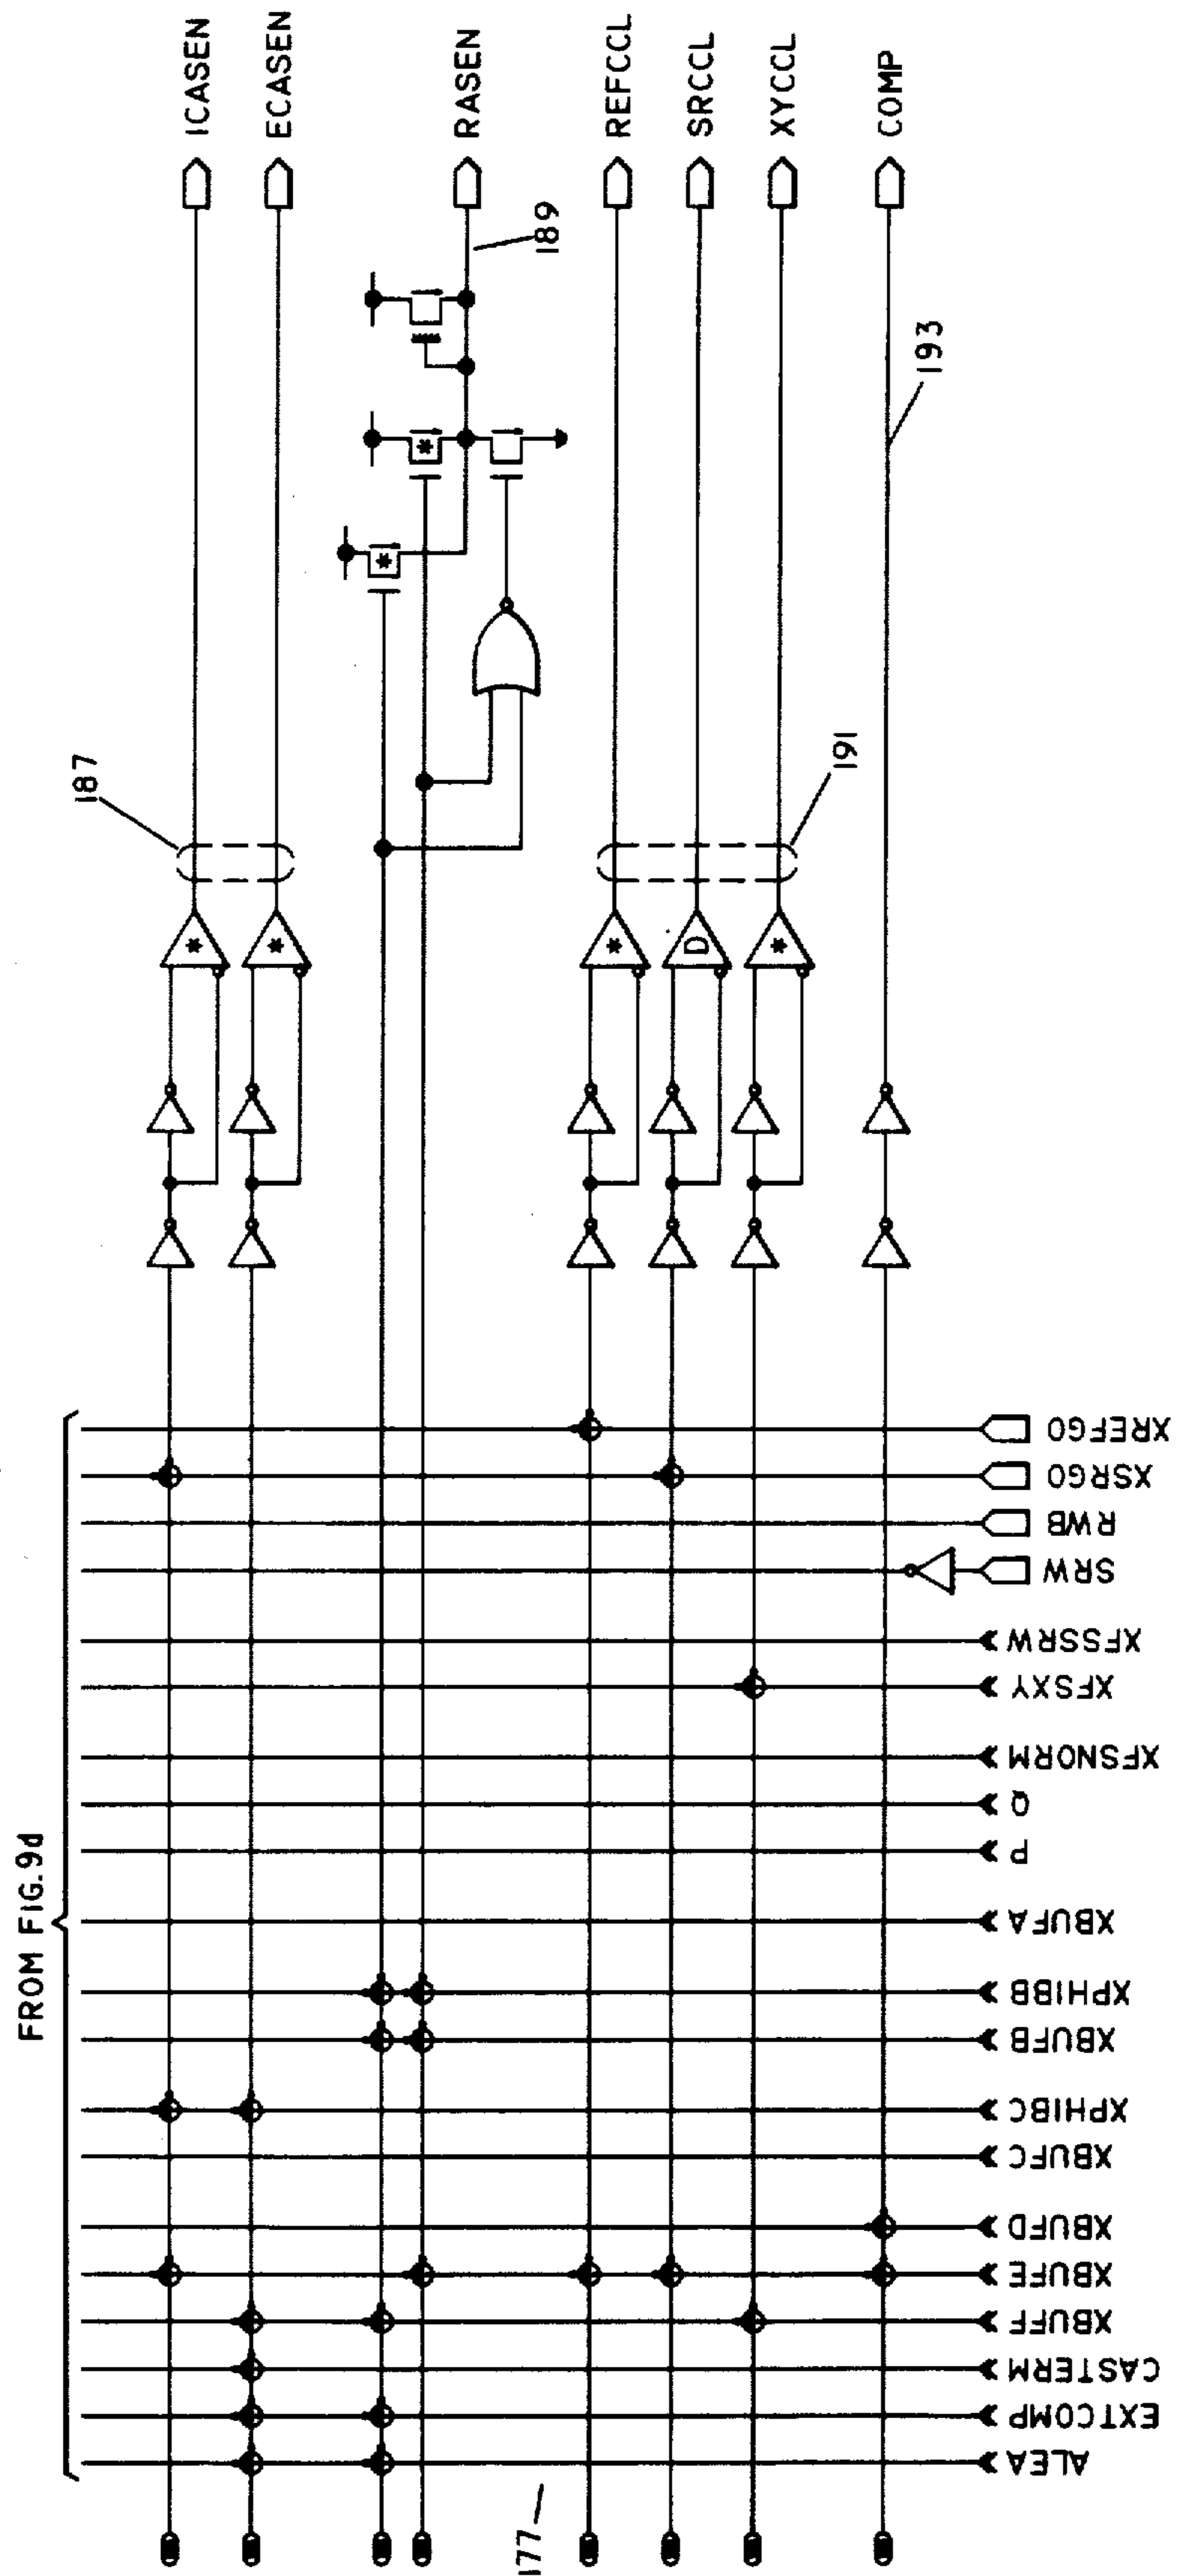 FROM FIG.9d
187
ICASEN
ECASEN
RASEN
189
REFCCL
SRCCL
XYCCL
191
COMP
193
*
*
*
*
*
D
*
177
XREFGO
XSRGO
RWB
SRW
XFSSRW
XFSXY
XFSNORM
Q
P
XBUFA
XPHIBB
XBUFB
XPHIBC
XBUFC
XBUFD
XBUFE
XBUFF
CASTERM
EXTCOMP
ALEA